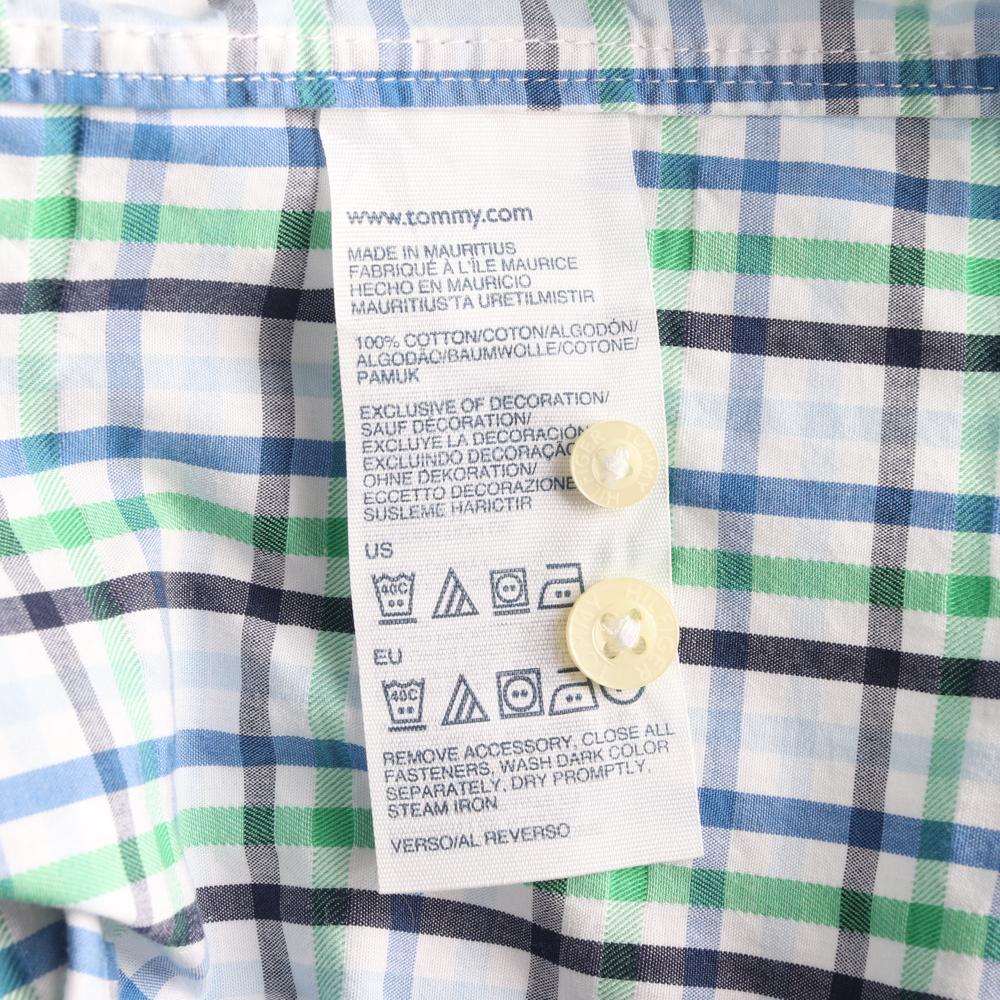 www.tommy.com
MADE IN MAURITIUS
FABRIQUÉ À L'ÎLE MAURICE
HECHO EN MAURICIO
MAURITIUS'TA URETILMISTIR
100% COTTON/COTON/ALGODÓN/
ALGODÃO/BAUMWOLLE/COTONE/
PAMUK
EXCLUSIVE OF DECORATION/
SAUF DÉCORATION/
EXCLUYE LA DECORACIÓN
EXCLUINDO DECORAÇÃO
OHNE DEKORATION/
ECCETTO DECORAZIONE
SUSLEME HARICTIR
US
40C
EU
40C
REMOVE ACCESSORY, CLOSE ALL
FASTENERS, WASH DARK COLOR
SEPARATELY, DRY PROMPTLY,
STEAM IRON.
VERSO/AL REVERSO
HILFIGER